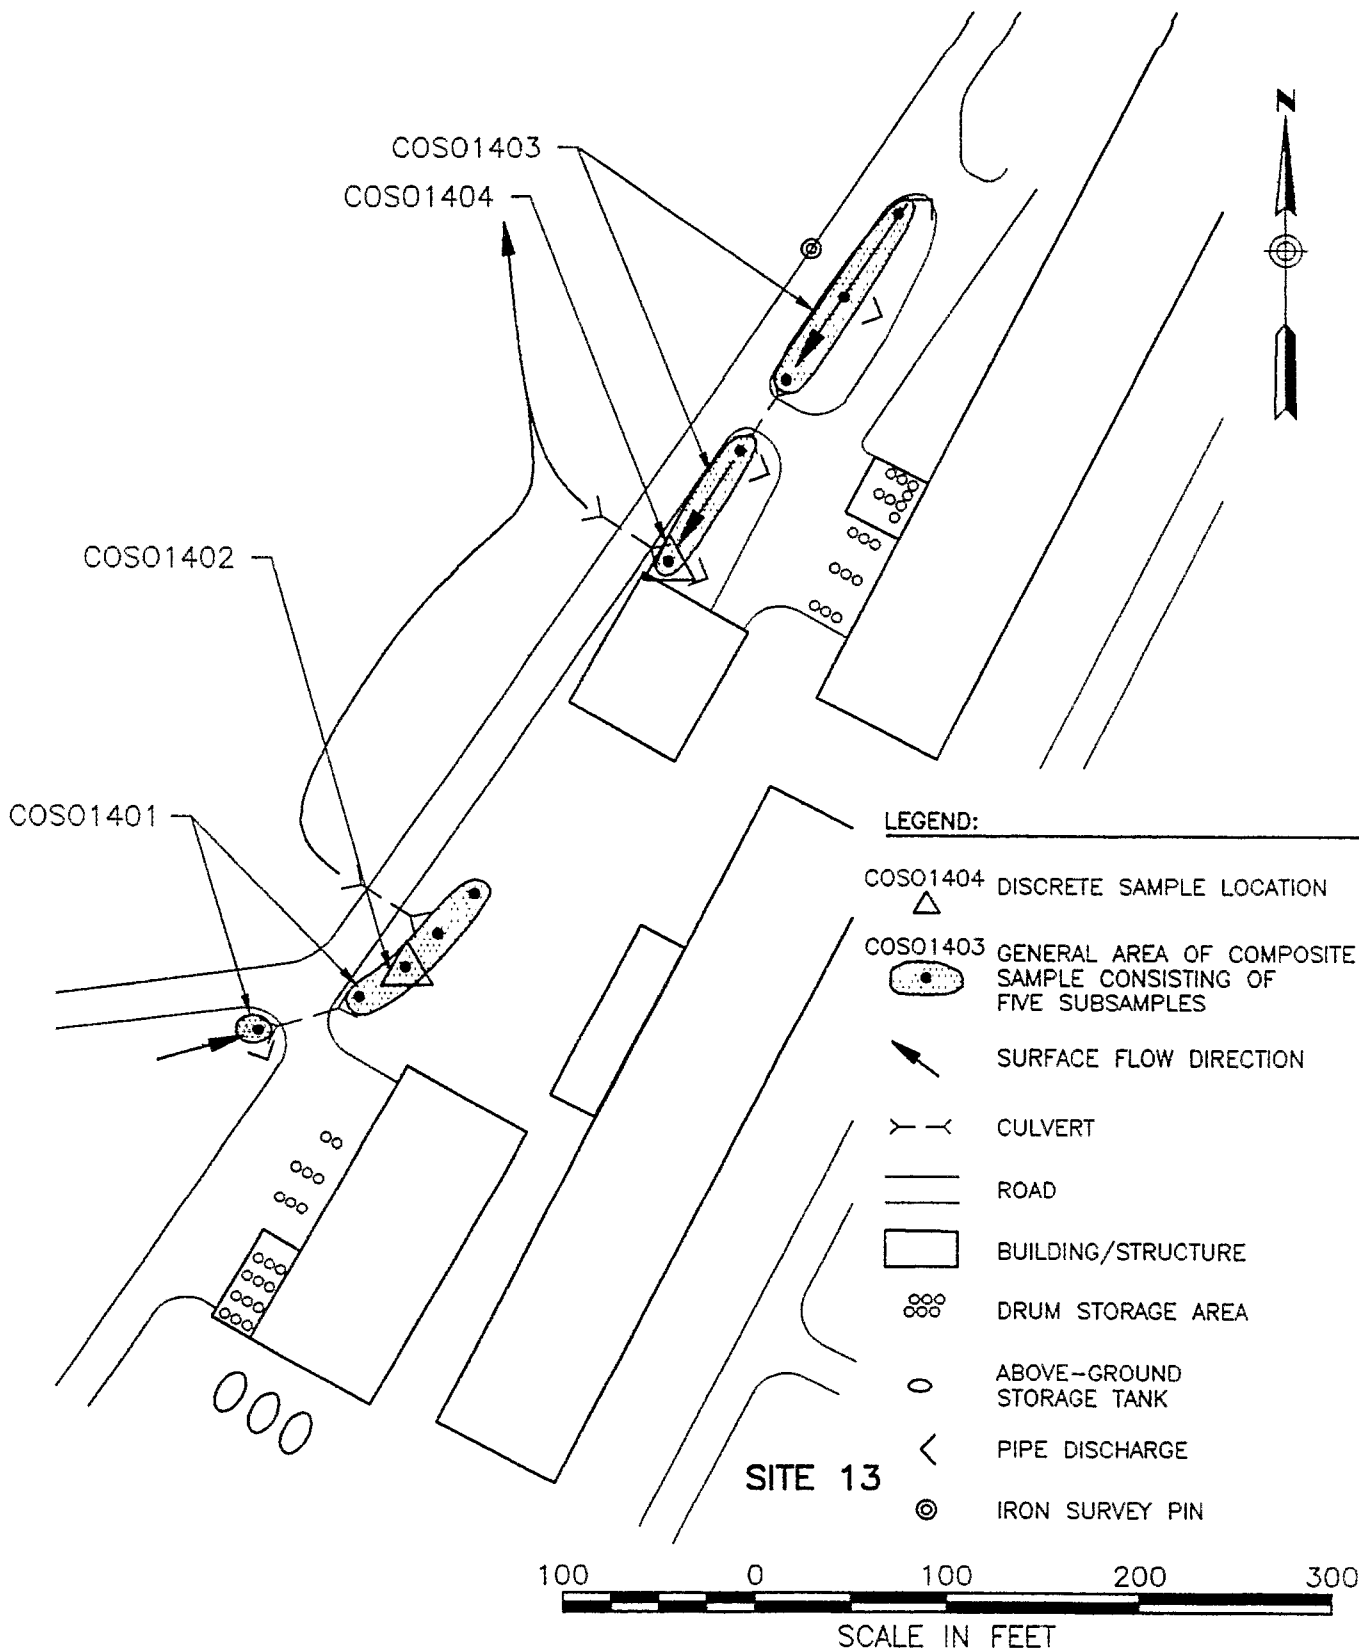 N
COSO1403
COSO1404
COSO1402
COSO1401
LEGEND:
COSO1404
DISCRETE SAMPLE LOCATION
COSO1403
GENERAL AREA OF COMPOSITE
SAMPLE CONSISTING OF
FIVE SUBSAMPLES
SURFACE FLOW DIRECTION
CULVERT
ROAD
BUILDING/STRUCTURE
DRUM STORAGE AREA
ABOVE-GROUND
STORAGE TANK
PIPE DISCHARGE
IRON SURVEY PIN
SITE 13
100 0 100 200 300
SCALE IN FEET